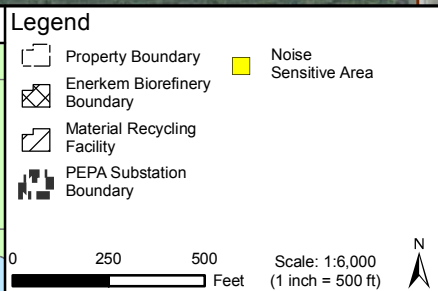 Legend
Property Boundary
Enerkem Biorefinery
Boundary
Material Recycling
Facility
PEPA Substation
Boundary
Noise
Sensitive Area
0 250 500
Feet
Scale: 1:6,000
(1 inch = 500 ft)
N